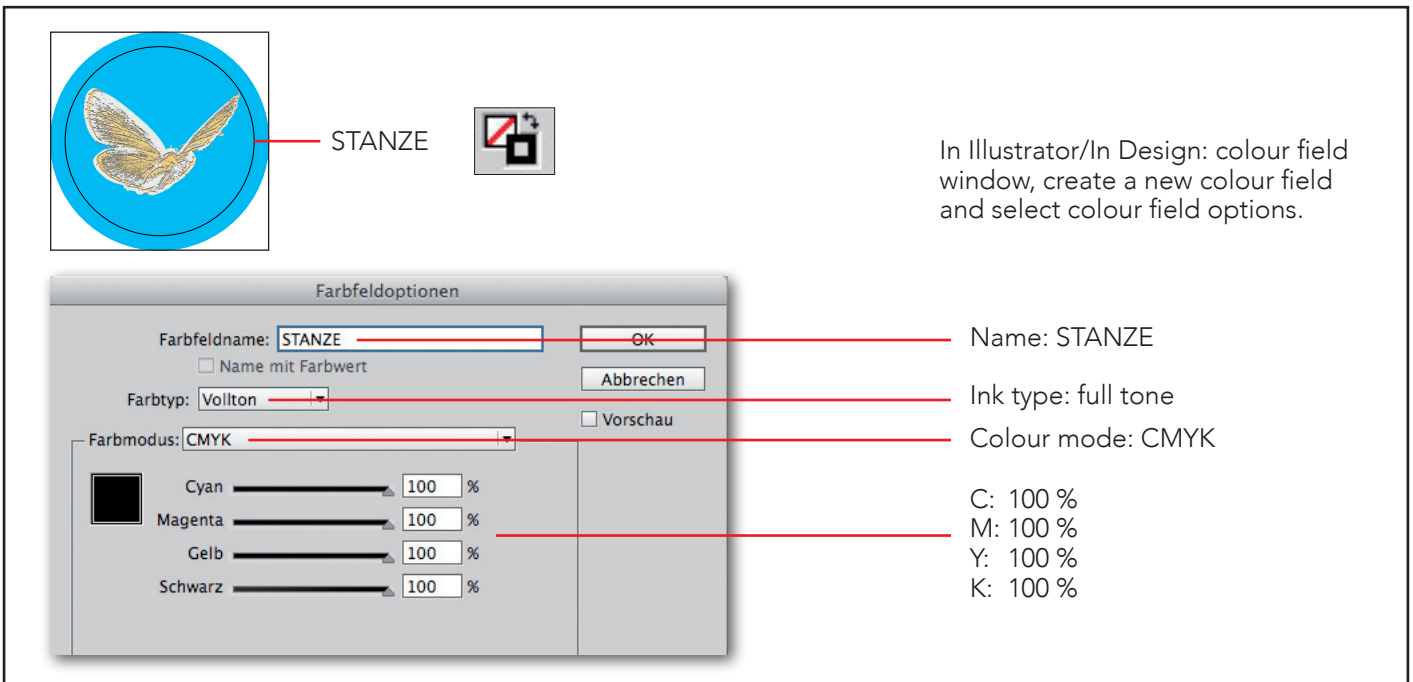 STANZE
In Illustrator/In Design: colour field
window, create a new colour field
and select colour field options.
Farbfeldoptionen
Farbfeldname: STANZE
OK
Name mit Farbwert
Abbrechen
Farbtyp: Vollton
Vorschau
Farbmodus: CMYK
Cyan 100 %
Magenta 100 %
Gelb 100 %
Schwarz 100 %
Name: STANZE
Ink type: full tone
Colour mode: CMYK
C: 100 %
M: 100 %
Y: 100 %
K: 100 %